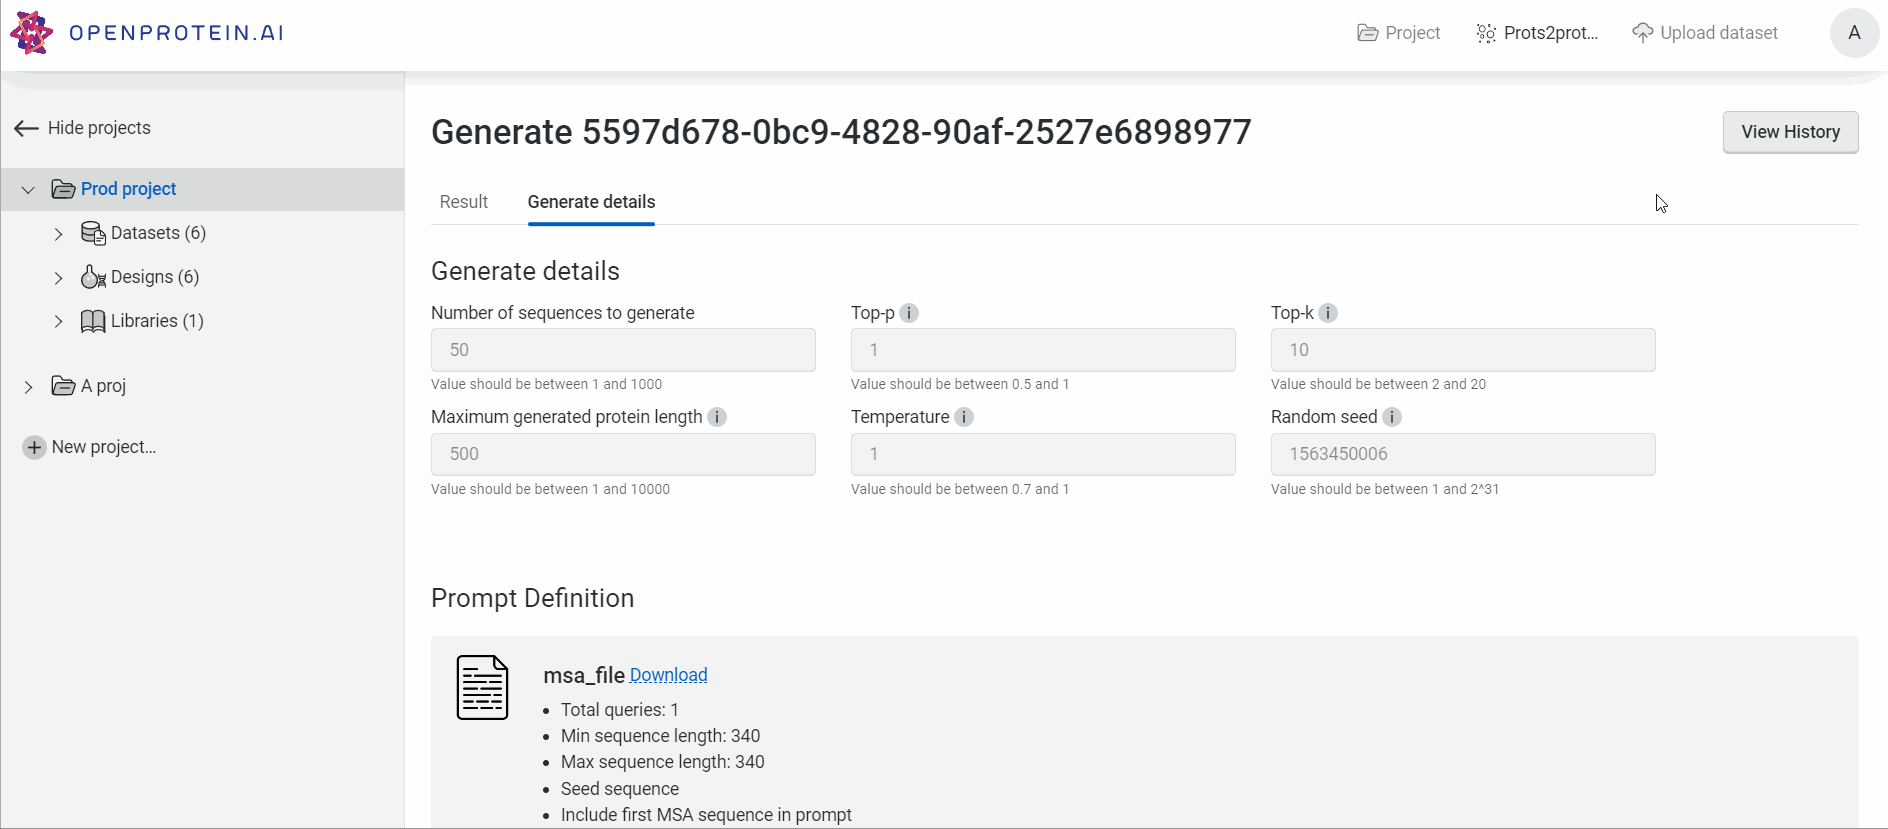 OPENPROTEIN.AI
Project
Prots2prot...
Upload dataset
A
Hide projects
Prod project
Datasets (6)
Designs (6)
Libraries (1)
A proj
New project...
Generate 5597d678-0bc9-4828-90af-2527e6898977
View History
Result
Generate details
Generate details
Number of sequences to generate
Top-p i
Top-k i
50
1
10
Value should be between 1 and 1000
Value should be between 0.5 and 1
Value should be between 2 and 20
Maximum generated protein length i
Temperature i
Random seed i
500
1
1563450006
Value should be between 1 and 10000
Value should be between 0.7 and 1
Value should be between 1 and 2^31
Prompt Definition
msa_file Download
• Total queries: 1
• Min sequence length: 340
• Max sequence length: 340
• Seed sequence
• Include first MSA sequence in prompt